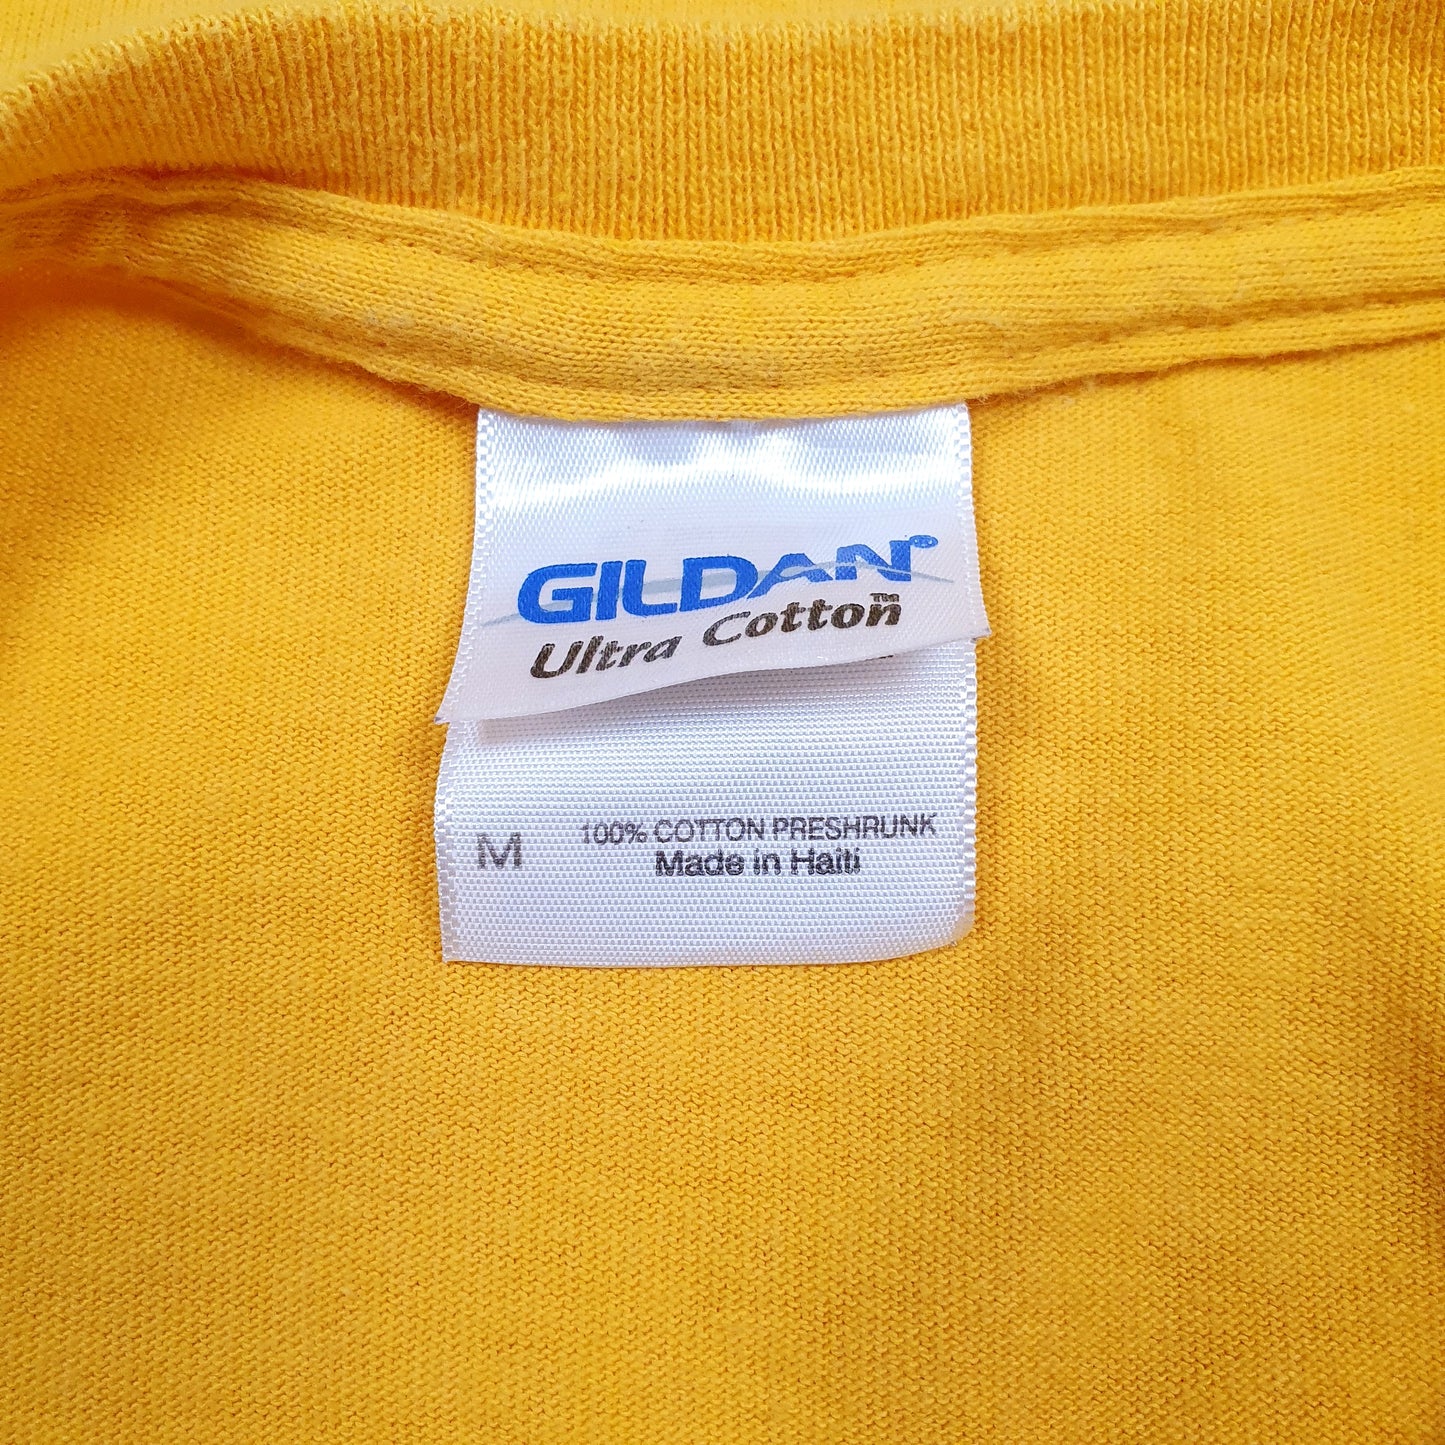 GILDAN®
Ultra Cotton™
M
100% COTTON PRESHRUNK
Made in Haiti